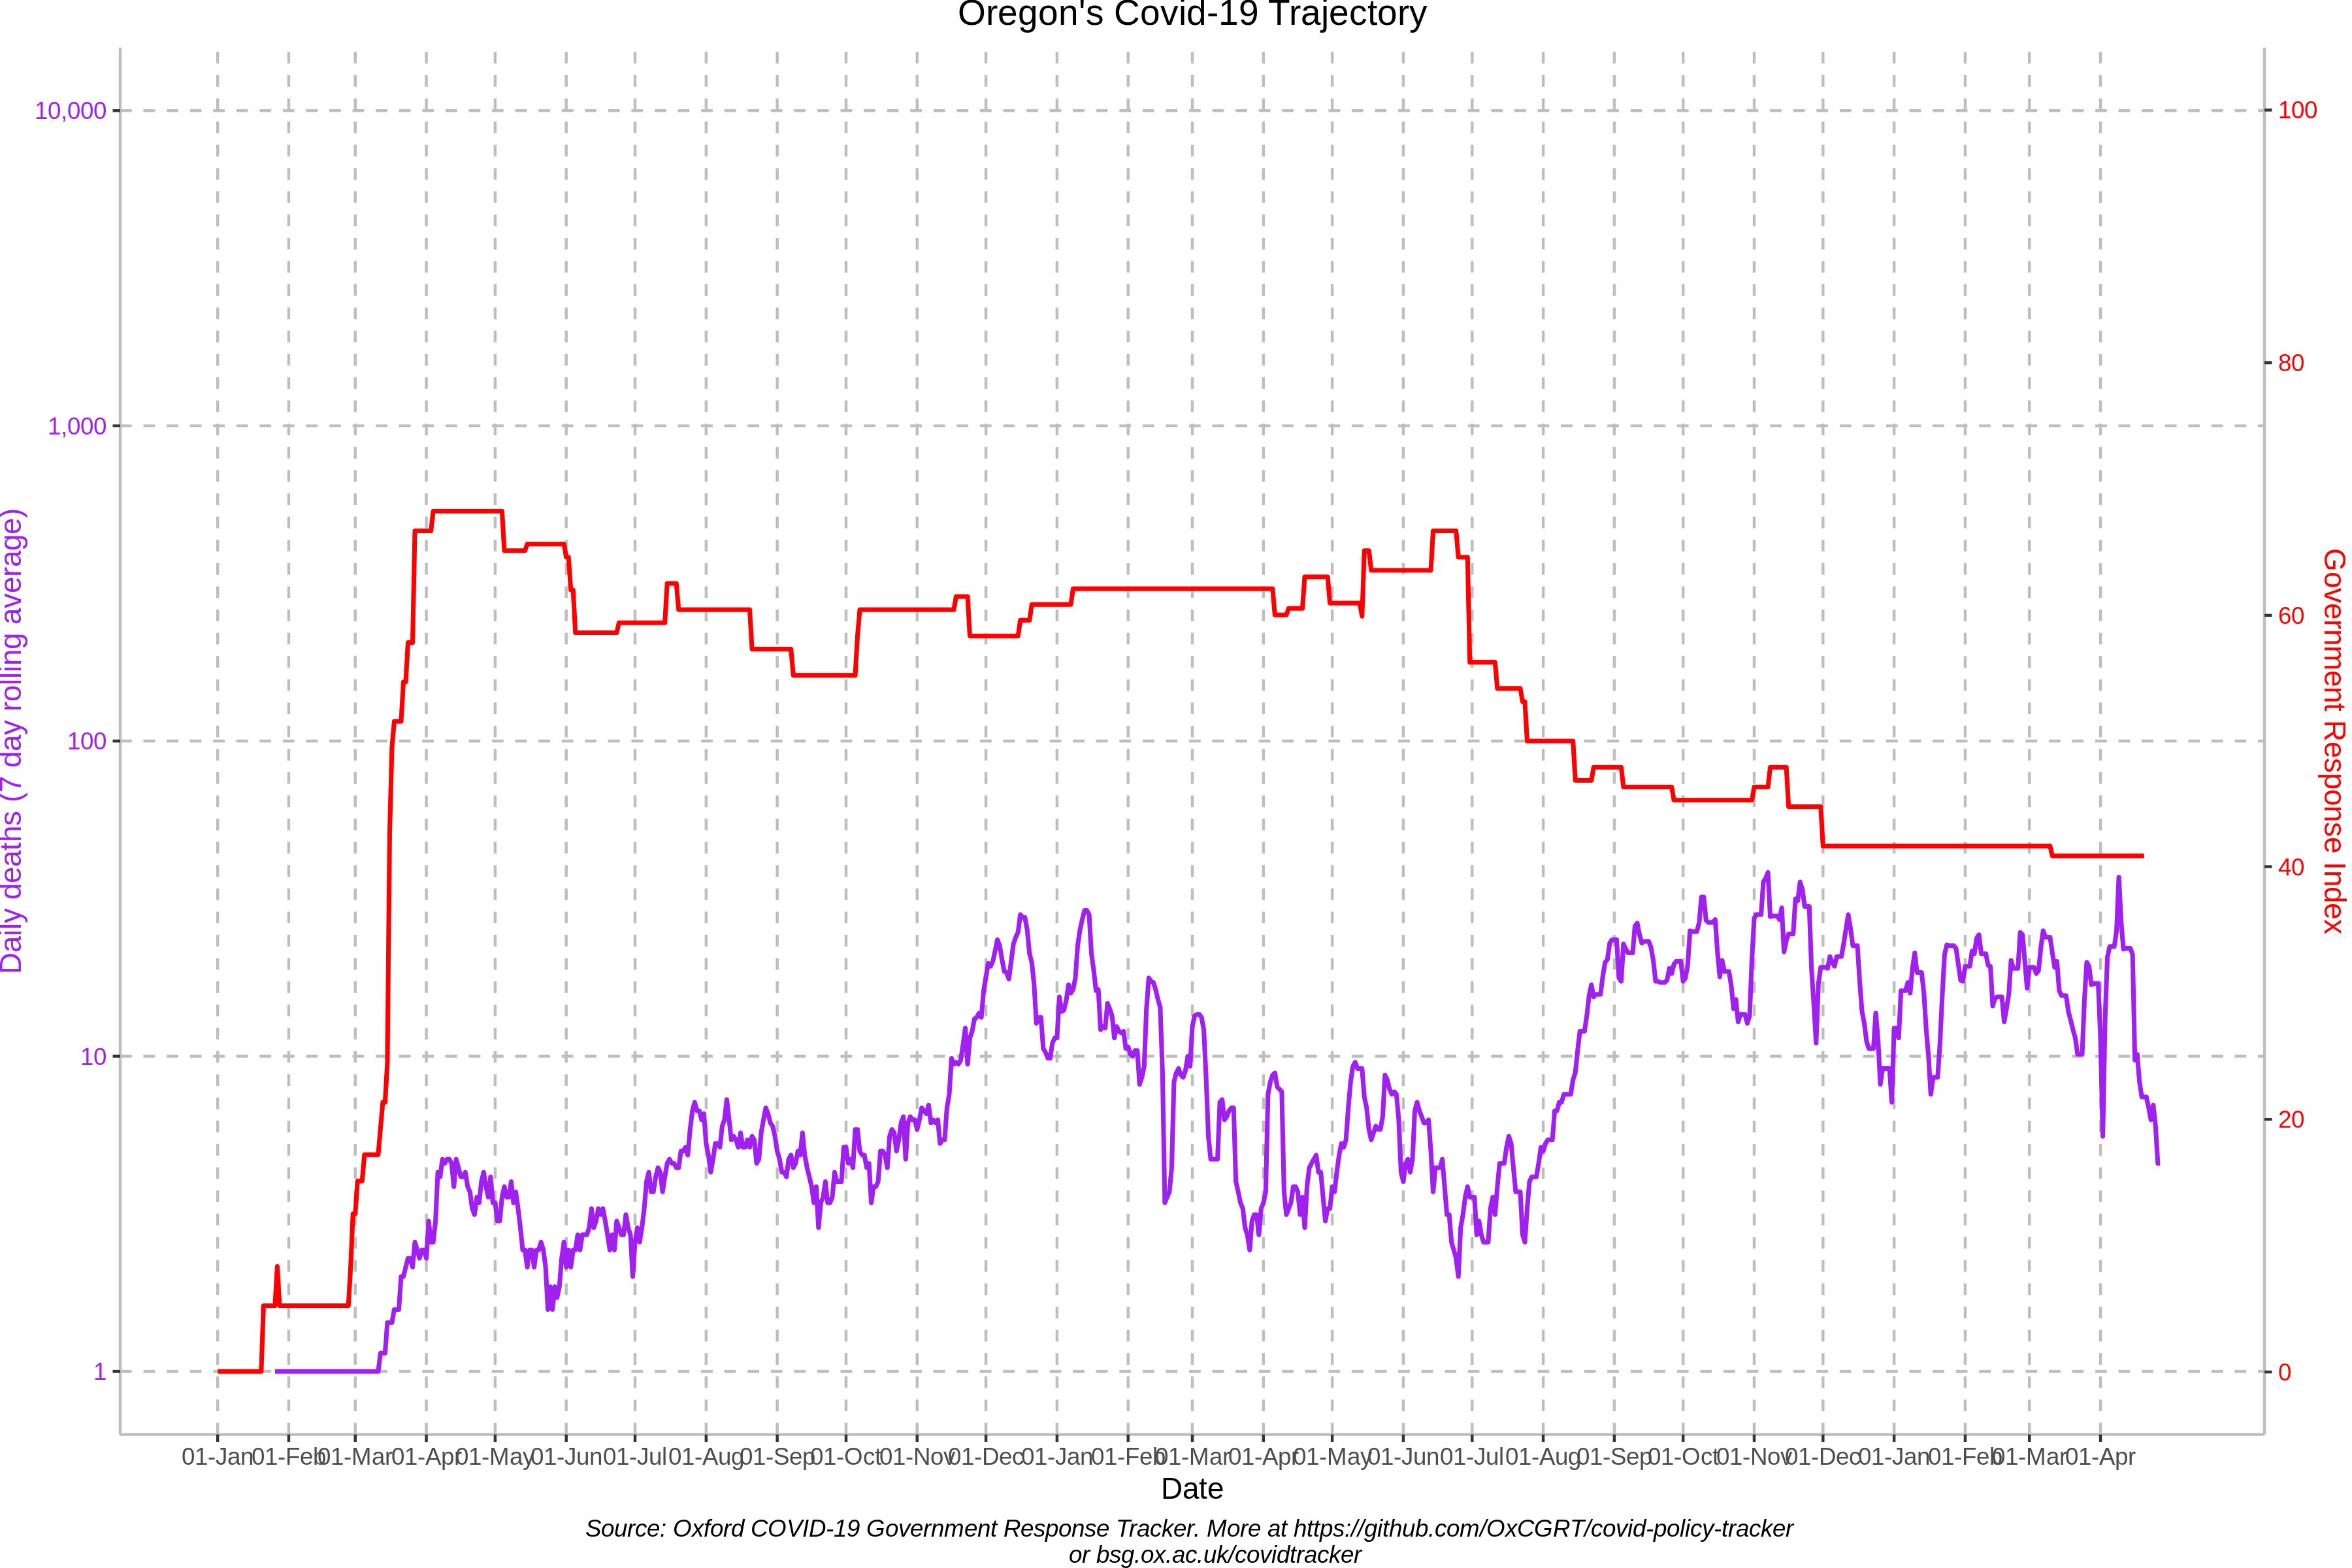 Oregon's Covid-19 Trajectory
10,000
1,000
100
10
1
Daily deaths (7 day rolling average)
100
80
60
40
20
0
Government Response Index
01-Jan 01-Feb 01-Mar 01-Apr 01-May 01-Jun 01-Jul 01-Aug 01-Sep 01-Oct 01-Nov 01-Dec 01-Jan 01-Feb 01-Mar 01-Apr 01-May 01-Jun 01-Jul 01-Aug 01-Sep 01-Oct 01-Nov 01-Dec 01-Jan 01-Feb 01-Mar 01-Apr
Date
Source: Oxford COVID-19 Government Response Tracker. More at https://github.com/OxCGRT/covid-policy-tracker
or bsg.ox.ac.uk/covidtracker